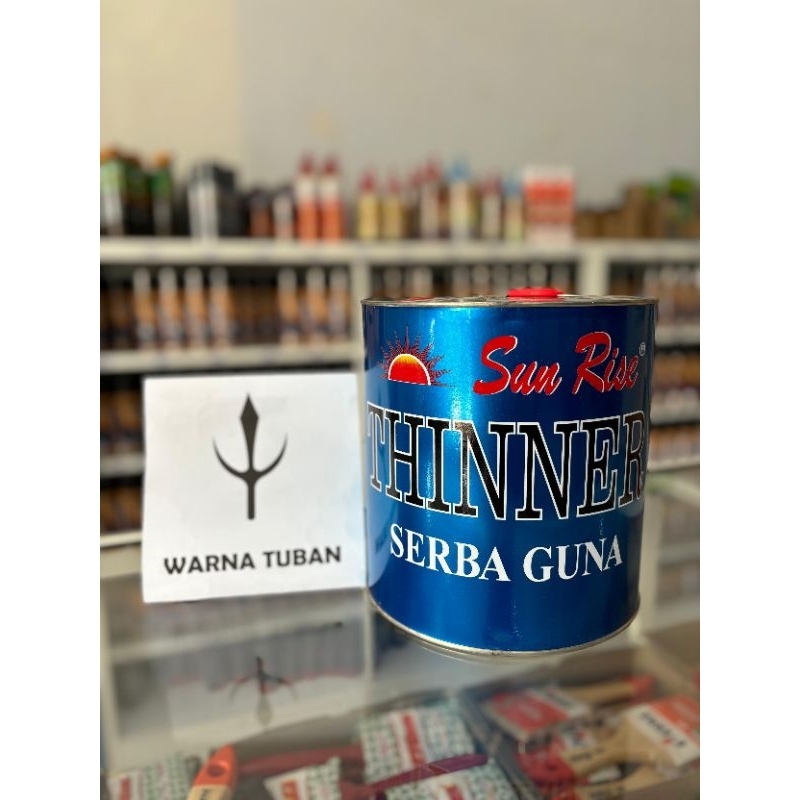 Sun Rise®
THINNER
SERBA GUNA
WARNA TUBAN